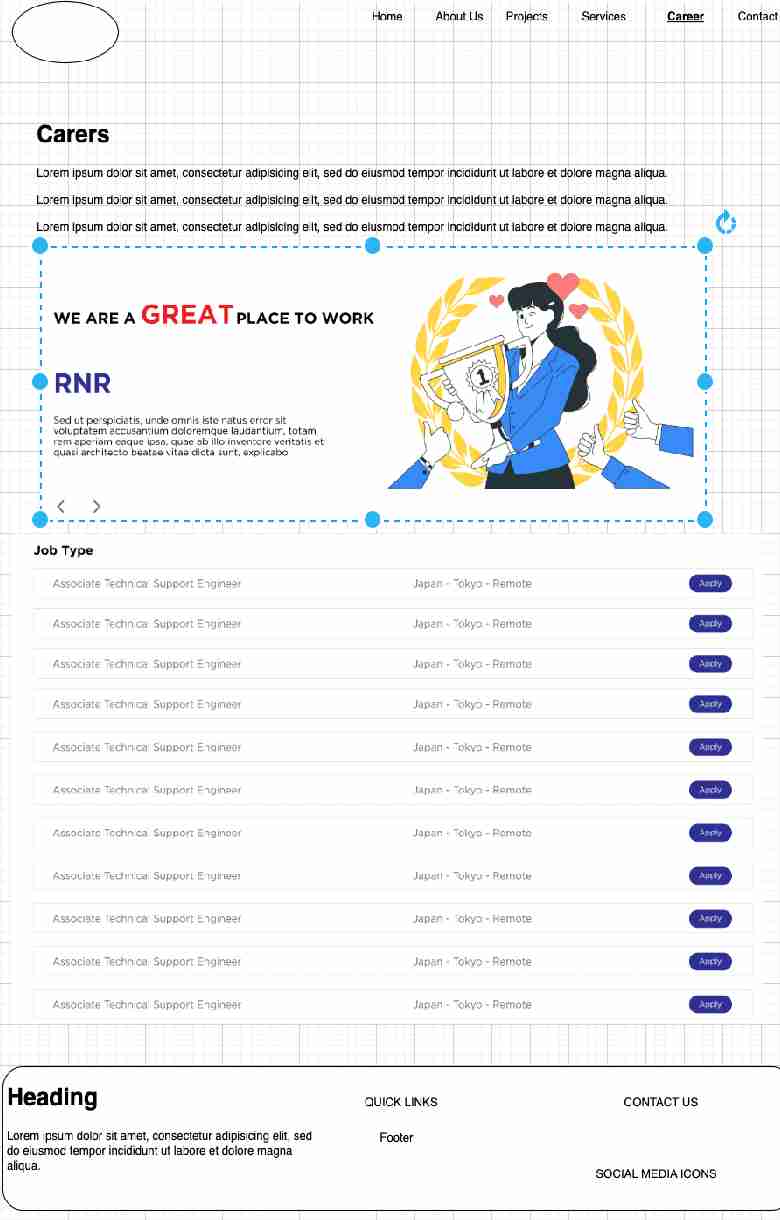 Home About Us Projects Services Career Contact
Carers
Lorem ipsum dolor sit amet, consectetur adipisicing elit, sed do eiusmod tempor incididunt ut labore et dolore magna aliqua.
Lorem ipsum dolor sit amet, consectetur adipisicing elit, sed do eiusmod tempor incididunt ut labore et dolore magna aliqua.
Lorem ipsum dolor sit amet, consectetur adipisicing elit, sed do eiusmod tempor incididunt ut labore et dolore magna aliqua.
WE ARE A GREAT PLACE TO WORK
1
RNR
Sed ut perspiciatis, unde omnis iste natus error sit
voluptatem accusantium doloremque laudantium, totam
rem aperiam eaque ipsa, quae ab illo inventore veritatis et
quasi architecto beatae vitae dicta sunt, explicabo
Job Type
Associate Technical Support Engineer Japan - Tokyo - Remote Apply
Associate Technical Support Engineer Japan - Tokyo - Remote Apply
Associate Technical Support Engineer Japan - Tokyo - Remote Apply
Associate Technical Support Engineer Japan - Tokyo - Remote Apply
Associate Technical Support Engineer Japan - Tokyo - Remote Apply
Associate Technical Support Engineer Japan - Tokyo - Remote Apply
Associate Technical Support Engineer Japan - Tokyo - Remote Apply
Associate Technical Support Engineer Japan - Tokyo - Remote Apply
Associate Technical Support Engineer Japan - Tokyo - Remote Apply
Associate Technical Support Engineer Japan - Tokyo - Remote Apply
Associate Technical Support Engineer Japan - Tokyo - Remote Apply
Heading
Lorem ipsum dolor sit amet, consectetur adipisicing elit, sed
do eiusmod tempor incididunt ut labore et dolore magna
aliqua.
QUICK LINKS
Footer
CONTACT US
SOCIAL MEDIA ICONS